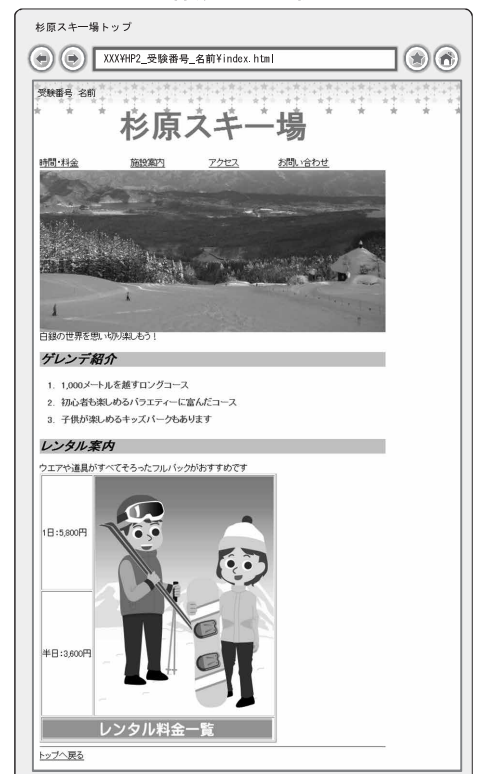 杉原スキー場トップ
XXX¥HP2_受験番号_名前¥index.html
受験番号 名前
杉原スキー場
時間・料金 施設案内 アクセス お問い合わせ
白銀の世界を思い切り楽しもう！
ゲレンデ紹介
1. 1,000メートルを越すロングコース
2. 初心者も楽しめるバラエティーに富んだコース
3. 子供が楽しめるキッズパークもあります
レンタル案内
ウエアや道具がすべてそろったフルパックがおすすめです
1日:5,800円
半日:3,600円
レンタル料金一覧
トップへ戻る